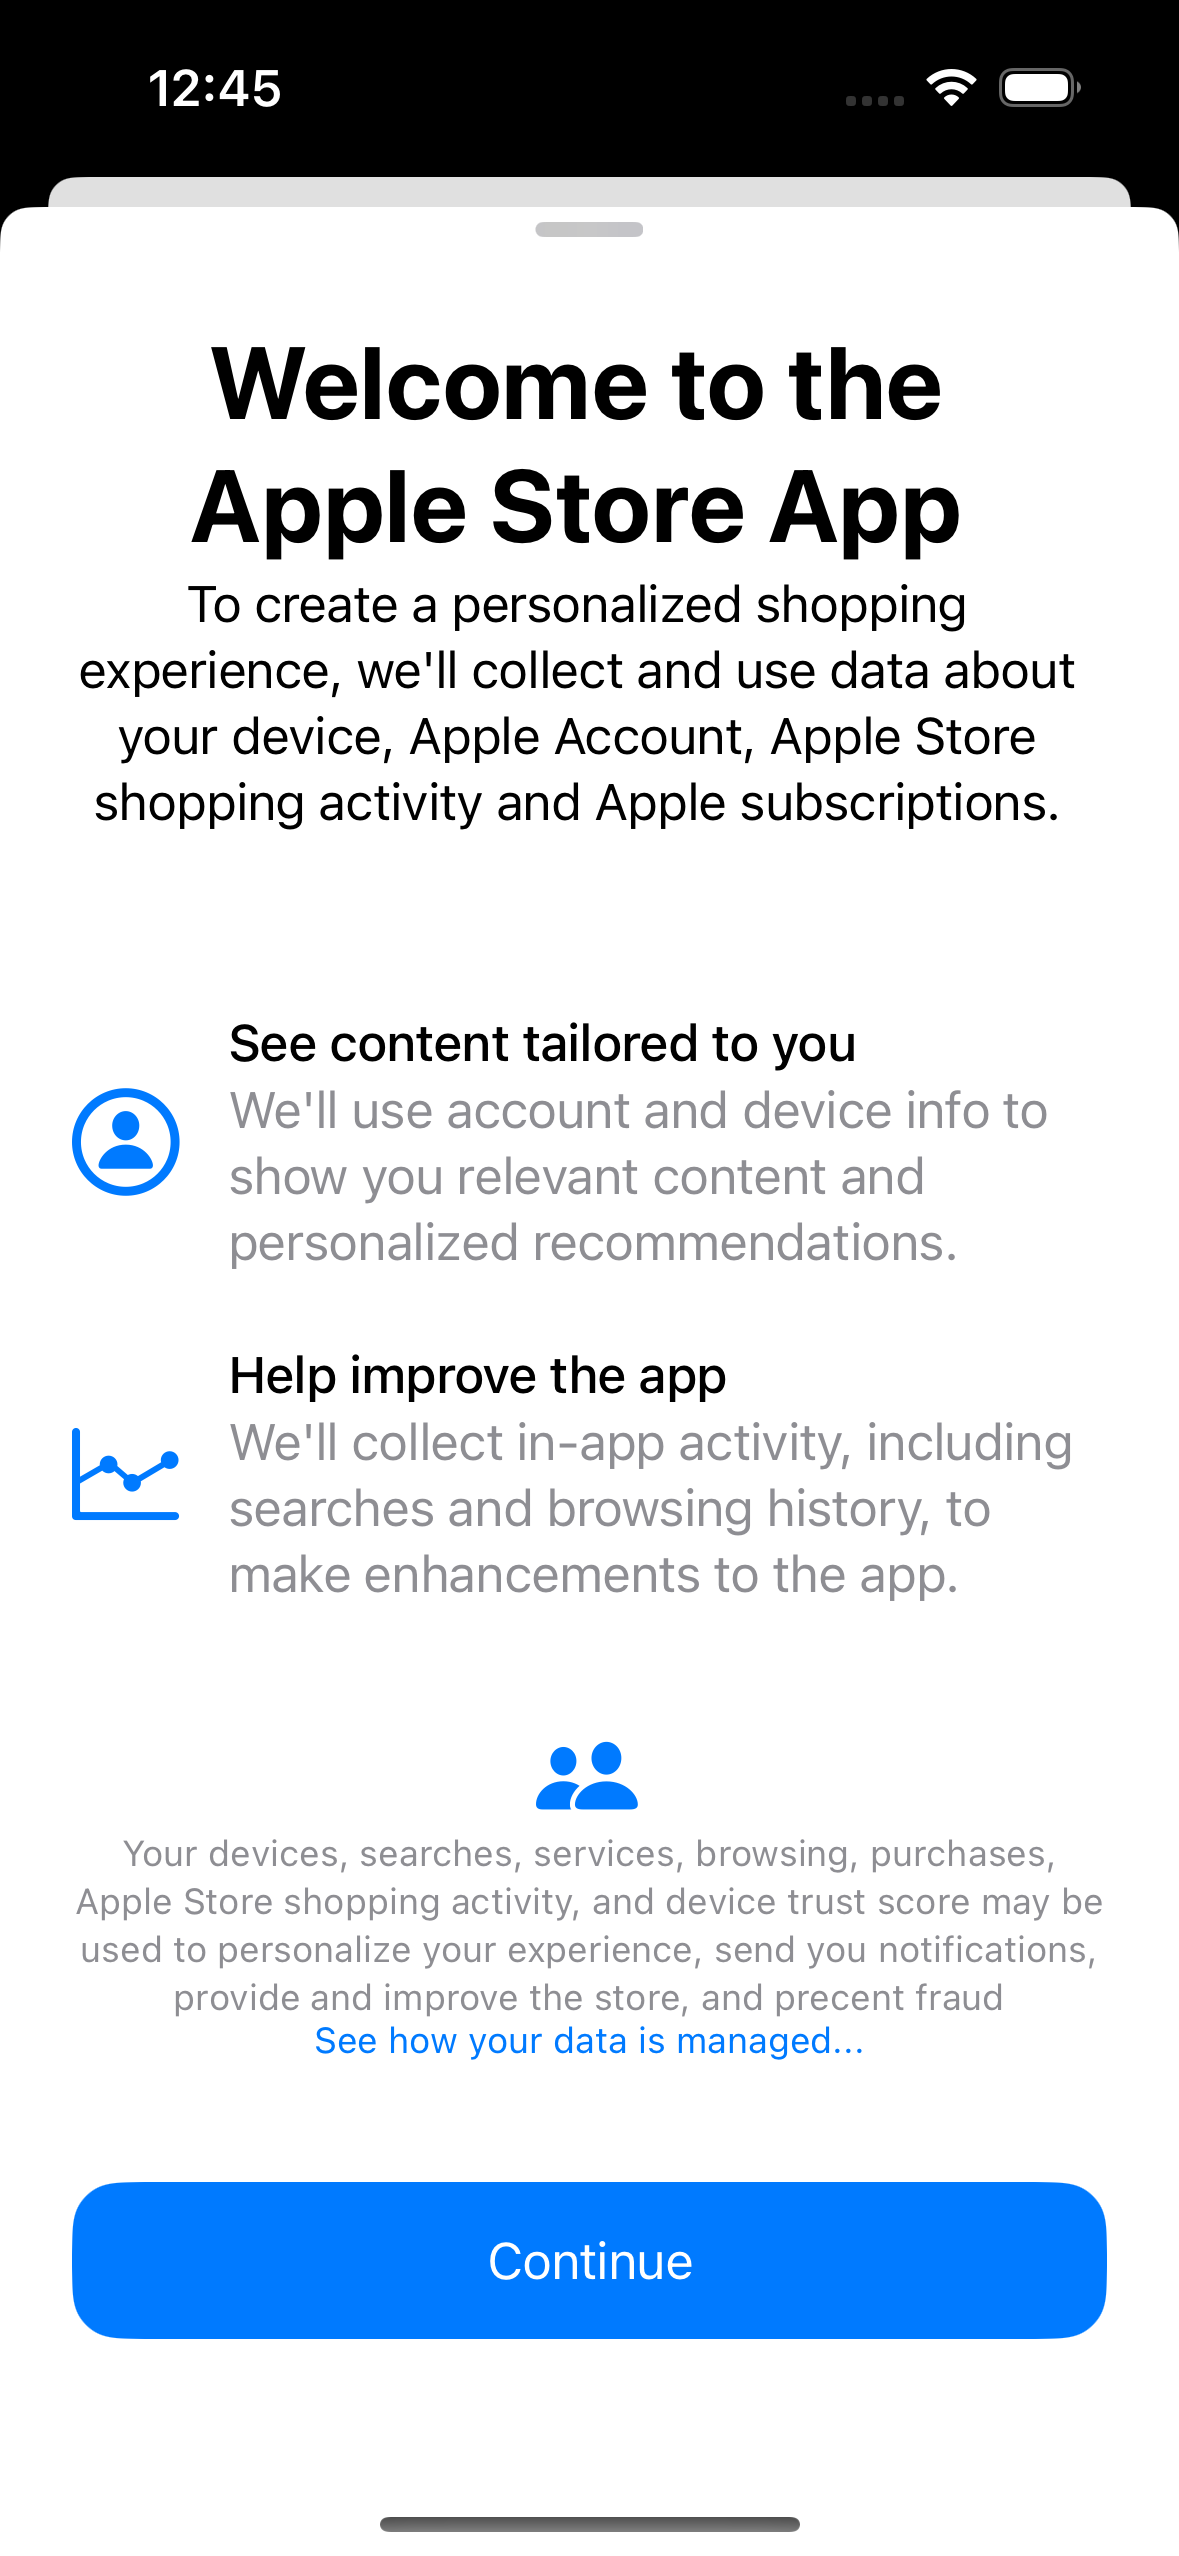 12:45
Welcome to the
Apple Store App
To create a personalized shopping
experience, we'll collect and use data about
your device, Apple Account, Apple Store
shopping activity and Apple subscriptions.
See content tailored to you
We'll use account and device info to
show you relevant content and
personalized recommendations.
Help improve the app
We'll collect in-app activity, including
searches and browsing history, to
make enhancements to the app.
Your devices, searches, services, browsing, purchases,
Apple Store shopping activity, and device trust score may be
used to personalize your experience, send you notifications,
provide and improve the store, and precent fraud
See how your data is managed...
Continue